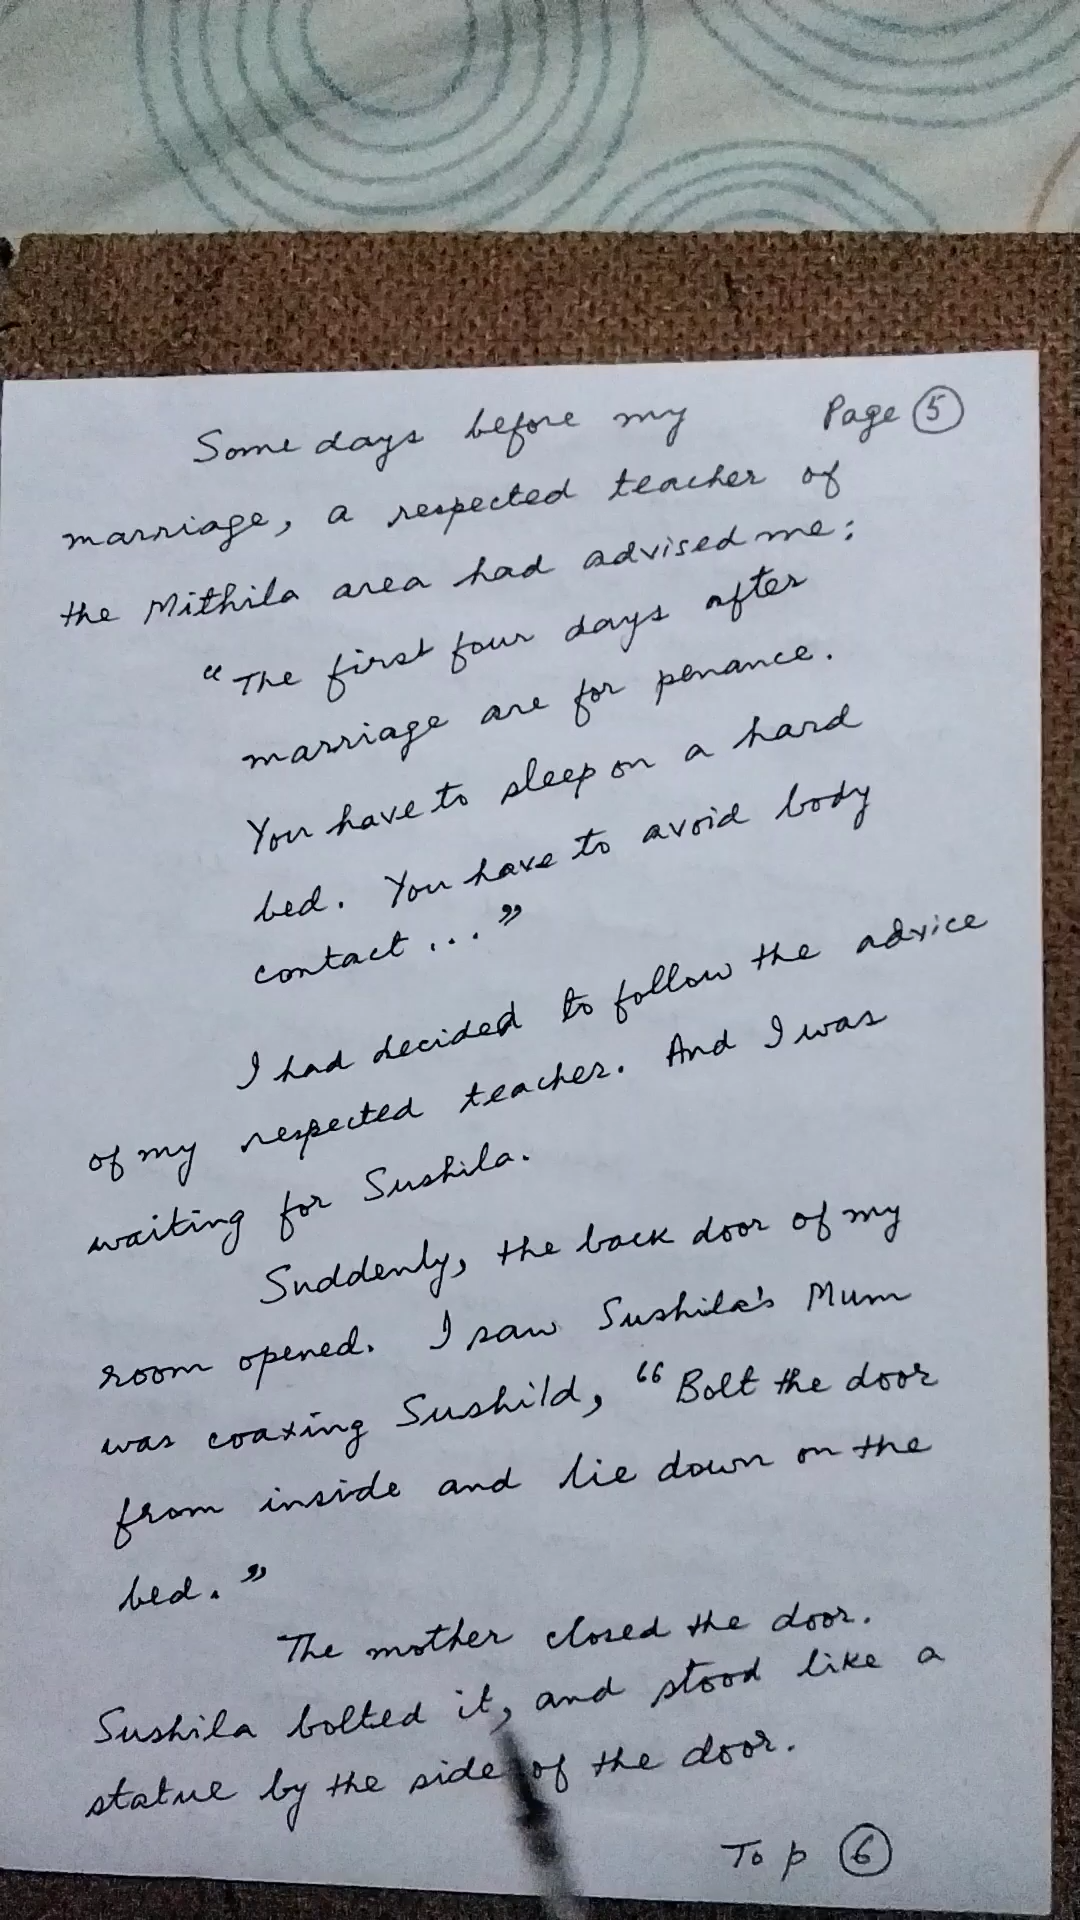 Page 5
Some days before my
marriage, a respected teacher of
the Mithila area had advised me:
"The first four days after
marriage are for penance.
You have to sleep on a hard
bed. You have to avoid body
contact ..."
I had decided to follow the advice
of my respected teacher. And I was
waiting for Sushila.
Suddenly, the back door of my
room opened. I saw Sushila's Mum
was coaxing Sushila, "Bolt the door
from inside and lie down on the
bed."
The mother closed the door.
Sushila bolted it, and stood like a
statue by the side of the door.
To p 6